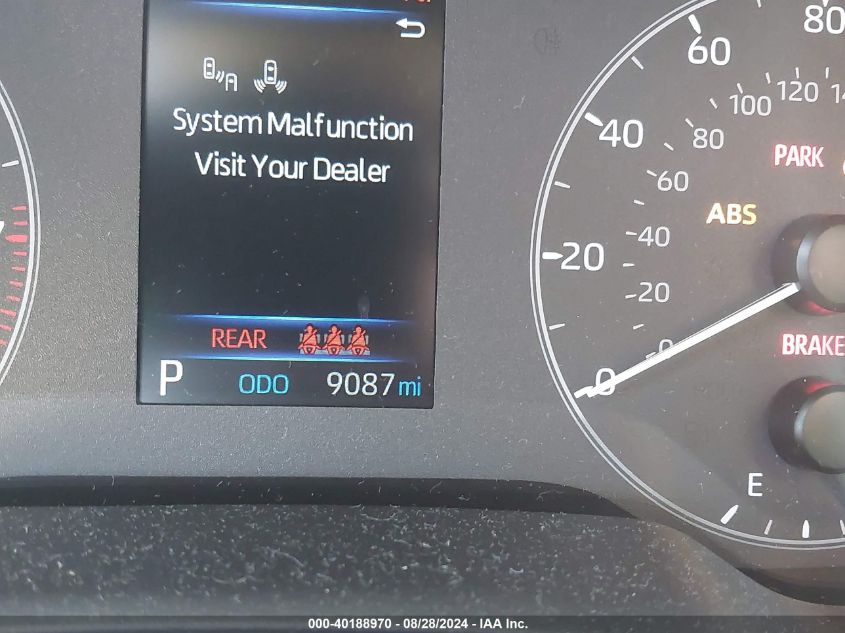 System Malfunction
Visit Your Dealer
REAR
P ODO 9087 mi
80
60
40
20
0
120
100
80
60
40
20
0
PARK
ABS
BRAKE
E
000-40188970 - 08/28/2024 - IAA Inc.